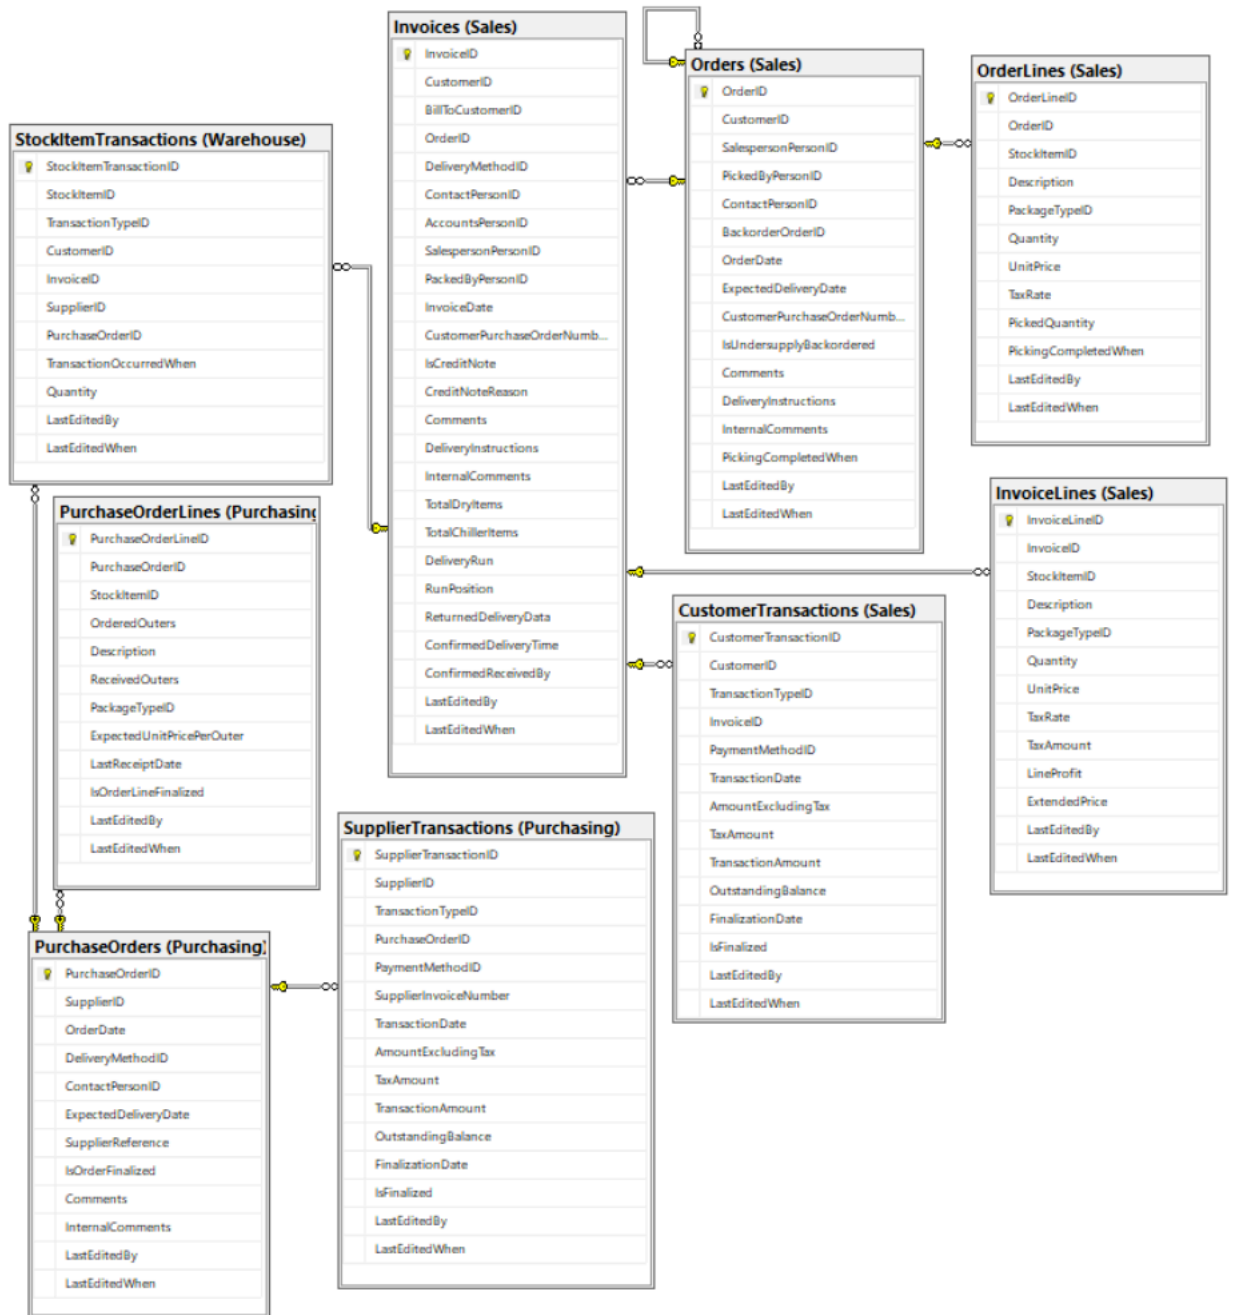 Invoices (Sales)
InvoiceID
CustomerID
BillToCustomerID
OrderID
DeliveryMethodID
ContactPersonID
AccountsPersonID
SalespersonPersonID
PackedByPersonID
InvoiceDate
CustomerPurchaseOrderNumb...
IsCreditNote
CreditNoteReason
Comments
DeliveryInstructions
InternalComments
TotalDryItems
TotalChillerItems
DeliveryRun
RunPosition
ReturnedDeliveryData
ConfirmedDeliveryTime
ConfirmedReceivedBy
LastEditedBy
LastEditedWhen
Orders (Sales)
OrderID
CustomerID
SalespersonPersonID
PickedByPersonID
ContactPersonID
BackorderOrderID
OrderDate
ExpectedDeliveryDate
CustomerPurchaseOrderNumb...
IsUndersupplyBackordered
Comments
DeliveryInstructions
InternalComments
PickingCompletedWhen
LastEditedBy
LastEditedWhen
OrderLines (Sales)
OrderLineID
OrderID
StockItemID
Description
PackageTypeID
Quantity
UnitPrice
TaxRate
PickedQuantity
PickingCompletedWhen
LastEditedBy
LastEditedWhen
StockItemTransactions (Warehouse)
StockItemTransactionID
StockItemID
TransactionTypeID
CustomerID
InvoiceID
SupplierID
PurchaseOrderID
TransactionOccurredWhen
Quantity
LastEditedBy
LastEditedWhen
PurchaseOrderLines (Purchasing
PurchaseOrderLineID
PurchaseOrderID
StockItemID
OrderedOuters
Description
ReceivedOuters
PackageTypeID
ExpectedUnitPricePerOuter
LastReceiptDate
IsOrderLineFinalized
LastEditedBy
LastEditedWhen
InvoiceLines (Sales)
InvoiceLineID
InvoiceID
StockItemID
Description
PackageTypeID
Quantity
UnitPrice
TaxRate
TaxAmount
LineProfit
ExtendedPrice
LastEditedBy
LastEditedWhen
CustomerTransactions (Sales)
CustomerTransactionID
CustomerID
TransactionTypeID
InvoiceID
PaymentMethodID
TransactionDate
AmountExcludingTax
TaxAmount
TransactionAmount
OutstandingBalance
FinalizationDate
IsFinalized
LastEditedBy
LastEditedWhen
SupplierTransactions (Purchasing)
SupplierTransactionID
SupplierID
TransactionTypeID
PurchaseOrderID
PaymentMethodID
SupplierInvoiceNumber
TransactionDate
AmountExcludingTax
TaxAmount
TransactionAmount
OutstandingBalance
FinalizationDate
IsFinalized
LastEditedBy
LastEditedWhen
PurchaseOrders (Purchasing)
PurchaseOrderID
SupplierID
OrderDate
DeliveryMethodID
ContactPersonID
ExpectedDeliveryDate
SupplierReference
IsOrderFinalized
Comments
InternalComments
LastEditedBy
LastEditedWhen